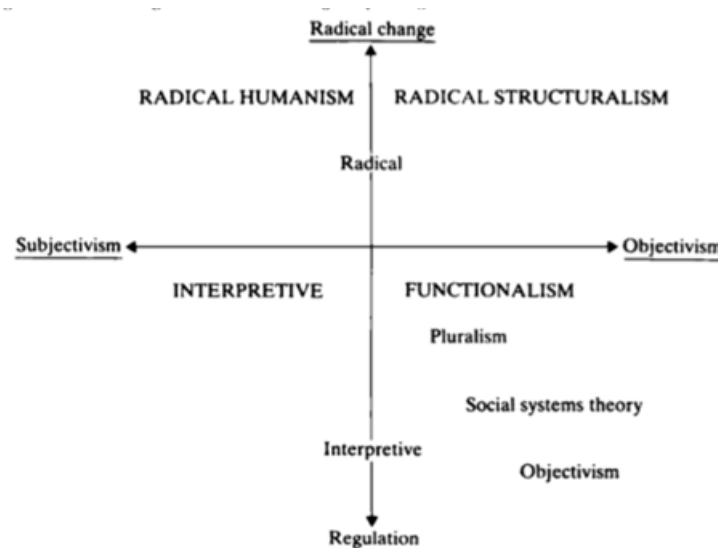 Radical change
RADICAL HUMANISM
RADICAL STRUCTURALISM
Radical
Subjectivism
Objectivism
INTERPRETIVE
FUNCTIONALISM
Pluralism
Social systems theory
Interpretive
Objectivism
Regulation